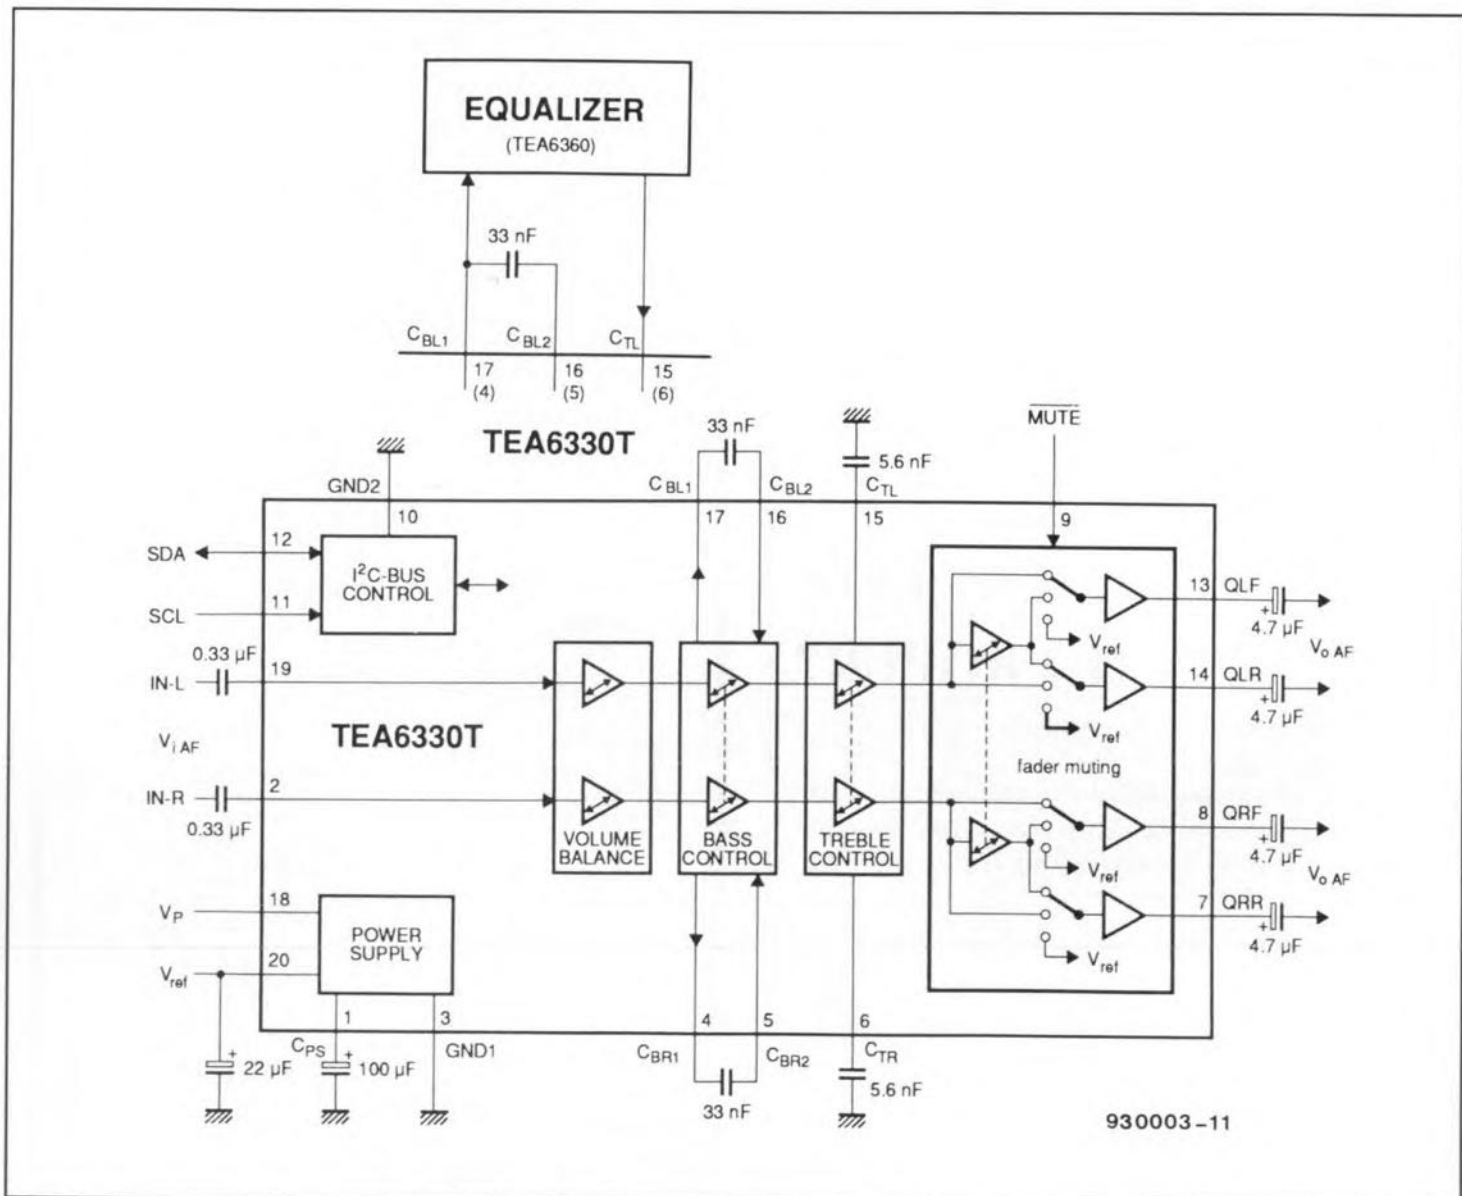 EQUALIZER
(TEA6360)
33 nF
C_BL1
C_BL2
C_TL
17
(4)
16
(5)
15
(6)
TEA6330T
33 nF
5.6 nF
MUTE
GND2
C_BL1
C_BL2
C_TL
10
17
16
15
9
SDA
12
I²C-BUS
CONTROL
SCL
11
0.33 µF
IN-L
19
V_i AF
TEA6330T
IN-R
2
0.33 µF
VOLUME
BALANCE
BASS
CONTROL
TREBLE
CONTROL
13
QLF
+
4.7 µF
V_ref
V_o AF
14
QLR
+
4.7 µF
V_ref
fader muting
8
QRF
+
4.7 µF
V_ref
V_o AF
7
QRR
+
4.7 µF
V_ref
V_P
18
POWER
SUPPLY
V_ref
20
1
3
4
5
6
C_PS
GND1
C_BR1
C_BR2
C_TR
+
22 µF
+
100 µF
33 nF
5.6 nF
930003-11